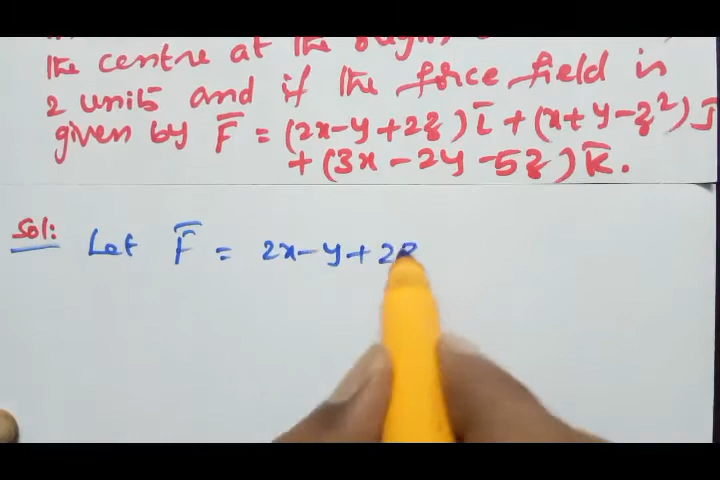 the centre at the origin
2 units and if the force field is
given by F̅ = (2x-y+2z) i̅ + (x+y-z²) j̅
+ (3x-2y-5z) k̅.
Sol: Let F̅ = 2x-y+2z